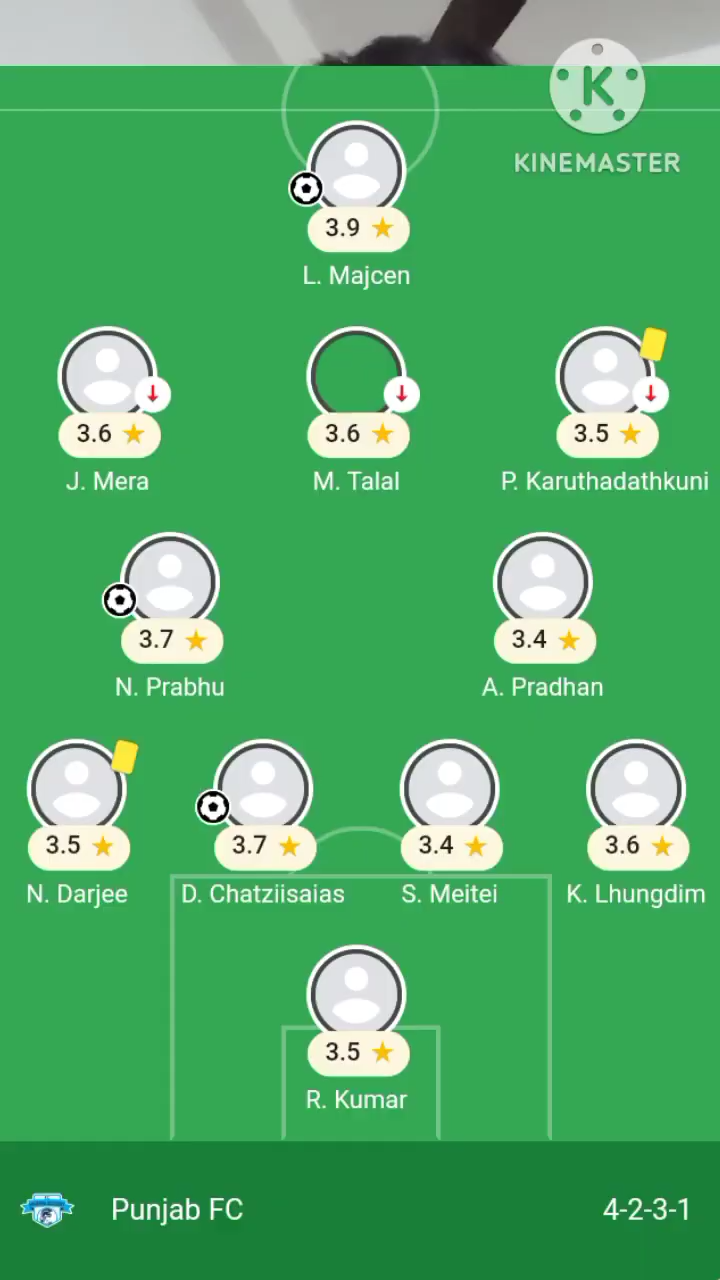 K
KINEMASTER
3.9
L. Majcen
3.6 3.6 3.5
J. Mera M. Talal P. Karuthadathkuni
3.7 3.4
N. Prabhu A. Pradhan
3.5 3.7 3.4 3.6
N. Darjee D. Chatziisaias S. Meitei K. Lhungdim
3.5
R. Kumar
Punjab FC 4-2-3-1